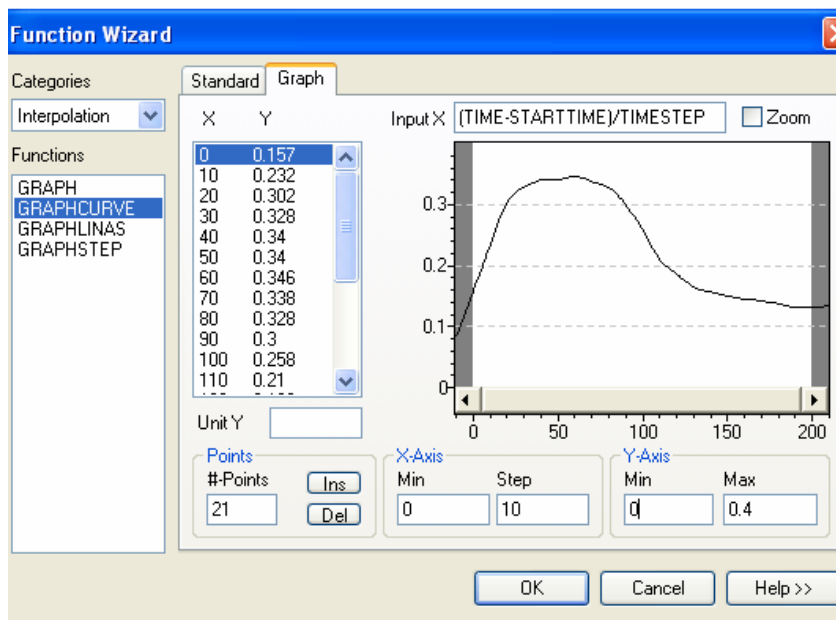 Function Wizard
Categories
Interpolation
Functions
GRAPH
GRAPHCURVE
GRAPHLINAS
GRAPHSTEP
Standard Graph
X Y Input X (TIME-STARTTIME)/TIMESTEP Zoom
0 0.157
10 0.232
20 0.302
30 0.328
40 0.34
50 0.34
60 0.346
70 0.338
80 0.328
90 0.3
100 0.258
110 0.21
0.3
0.2
0.1
0
0 50 100 150 200
Unit Y
Points
#-Points
21
Ins
Del
X-Axis
Min Step
0 10
Y-Axis
Min Max
0 0.4
OK Cancel Help >>